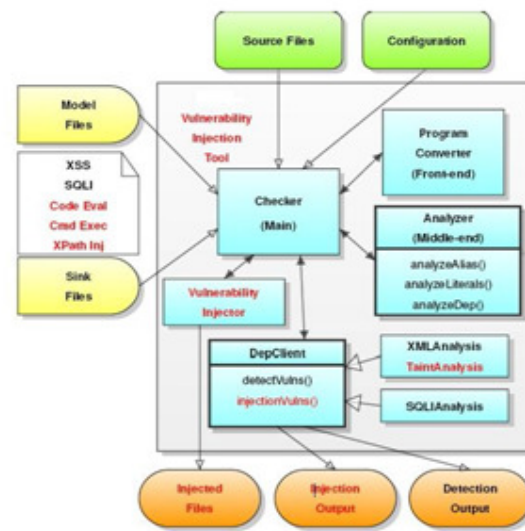 Source Files
Configuration
Model
Files
Vulnerability
Injection
Tool
Program
Converter
(Front-end)
XSS
SQLI
Code Eval
Cmd Exec
XPath Inj
Checker
(Main)
Analyzer
(Middle-end)
analyzeAlias()
analyzeLiterals()
analyzeDep()
Sink
Files
Vulnerability
Injector
DepClient
detectVulns()
injectionVulns()
XMLAnalysis
TaintAnalysis
SQLIAnalysis
Injected
Files
Injection
Output
Detection
Output